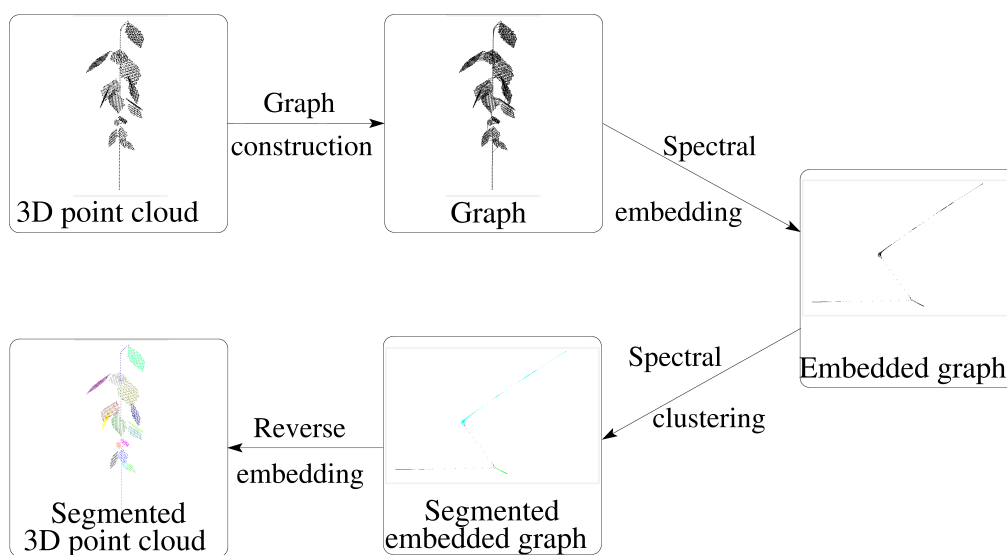 3D point cloud
Graph
construction
Graph
Spectral
embedding
Embedded graph
Spectral
clustering
Segmented
embedded graph
Reverse
embedding
Segmented
3D point cloud